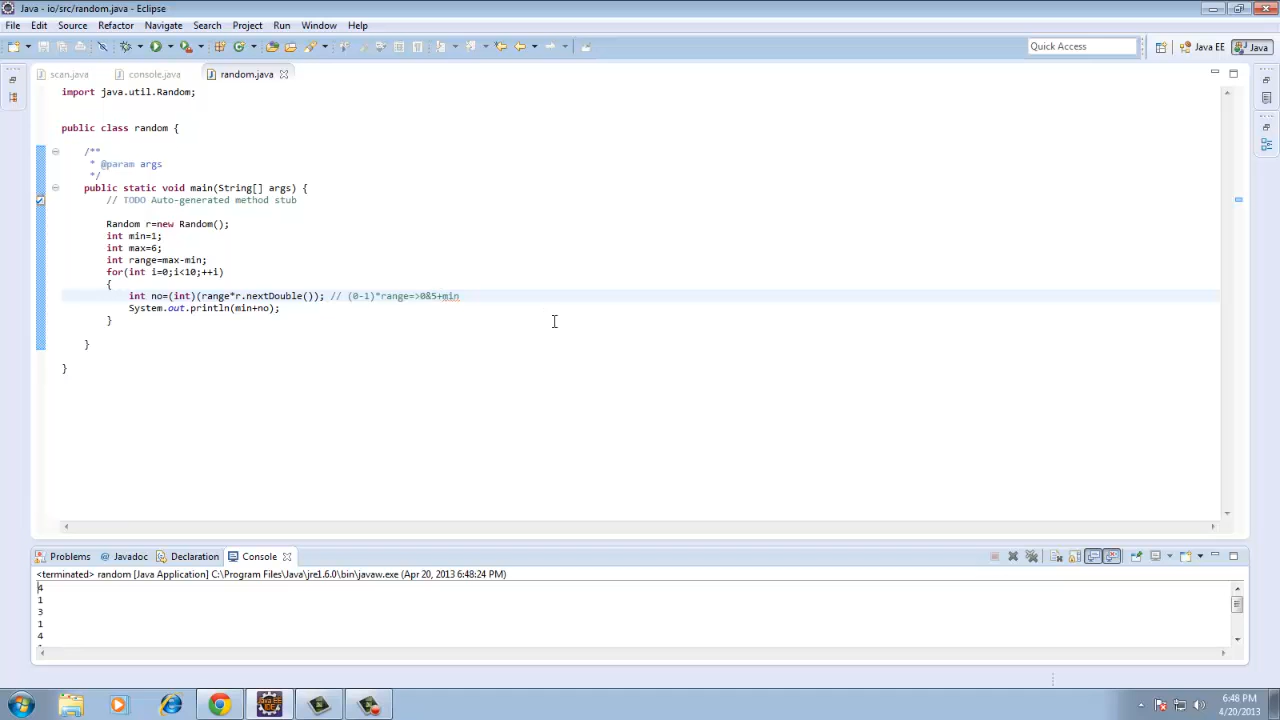 Java - io/src/random.java - Eclipse
File Edit Source Refactor Navigate Search Project Run Window Help
Quick Access
Java EE
Java
scan.java
console.java
random.java
import java.util.Random;
public class random {
/**
* @param args
*/
public static void main(String[] args) {
// TODO Auto-generated method stub
Random r=new Random();
int min=1;
int max=6;
int range=max-min;
for(int i=0;i<10;++i)
{
int no=(int)(range*r.nextDouble()); // (0-1)*range=>0&5+min
System.out.println(min+no);
}
}
}
Problems
Javadoc
Declaration
Console
<terminated> random [Java Application] C:\Program Files\Java\jre1.6.0\bin\javaw.exe (Apr 20, 2013 6:48:24 PM)
4
1
3
1
4
6:48 PM
4/20/2013